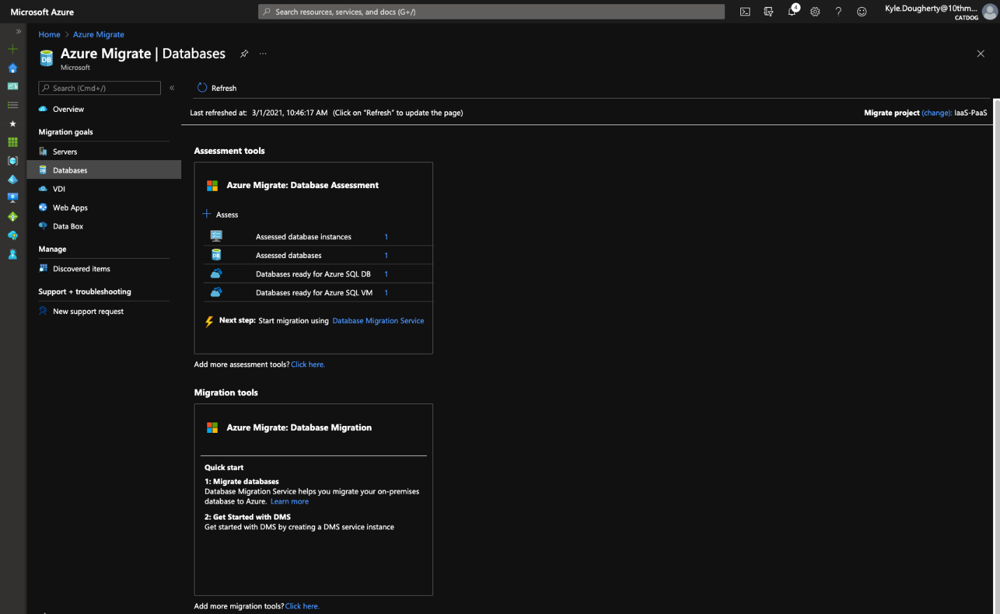 Microsoft Azure
Search resources, services, and docs (G+/)
4
Kyle.Dougherty@10thm...
CATDOG
»
Home > Azure Migrate
DB
Azure Migrate | Databases
...
Microsoft
Search (Cmd+/)
«
Refresh
Overview
Last refreshed at: 3/1/2021, 10:46:17 AM (Click on “Refresh” to update the page)
Migrate project (change): IaaS-PaaS
Migration goals
Servers
Databases
VDI
Web Apps
Data Box
Manage
Discovered items
Support + troubleshooting
New support request
Assessment tools
Azure Migrate: Database Assessment
Assess
Assessed database instances 1
DB
Assessed databases 1
Databases ready for Azure SQL DB 1
Databases ready for Azure SQL VM 1
Next step: Start migration using Database Migration Service
Add more assessment tools? Click here.
Migration tools
Azure Migrate: Database Migration
Quick start
1: Migrate databases
Database Migration Service helps you migrate your on-premises
database to Azure. Learn more
2: Get Started with DMS
Get started with DMS by creating a DMS service instance
Add more migration tools? Click here.